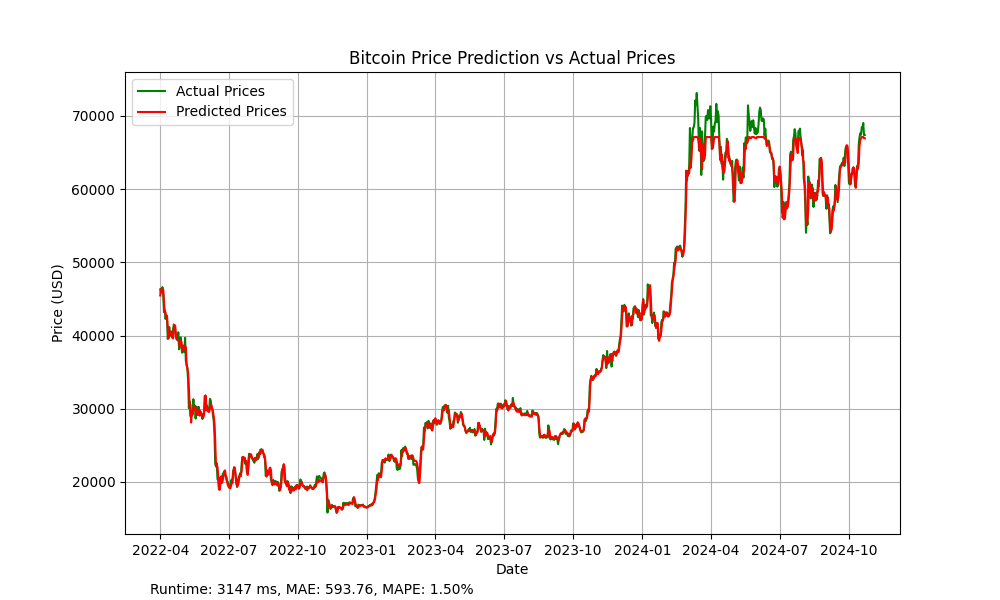 Bitcoin Price Prediction vs Actual Prices
Actual Prices
Predicted Prices
Price (USD)
70000
60000
50000
40000
30000
20000
2022-04 2022-07 2022-10 2023-01 2023-04 2023-07 2023-10 2024-01 2024-04 2024-07 2024-10
Date
Runtime: 3147 ms, MAE: 593.76, MAPE: 1.50%